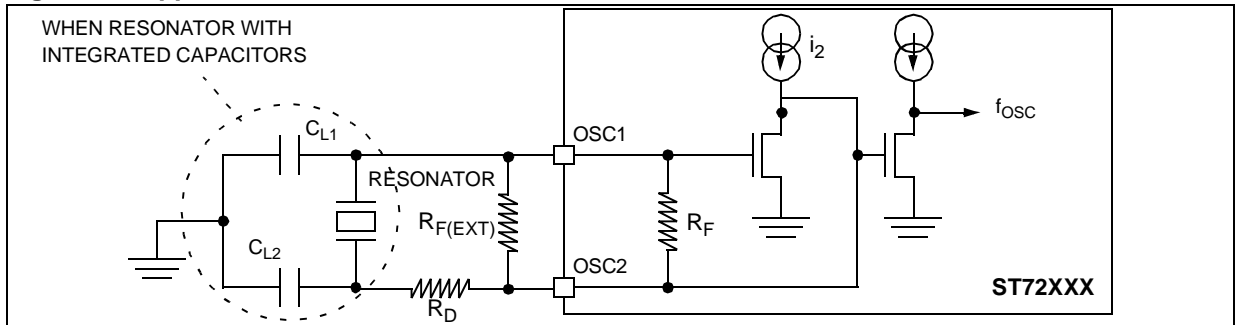 WHEN RESONATOR WITH
INTEGRATED CAPACITORS
i2
fOSC
CL1
OSC1
RESONATOR
RF(EXT)
RF
CL2
OSC2
RD
ST72XXX